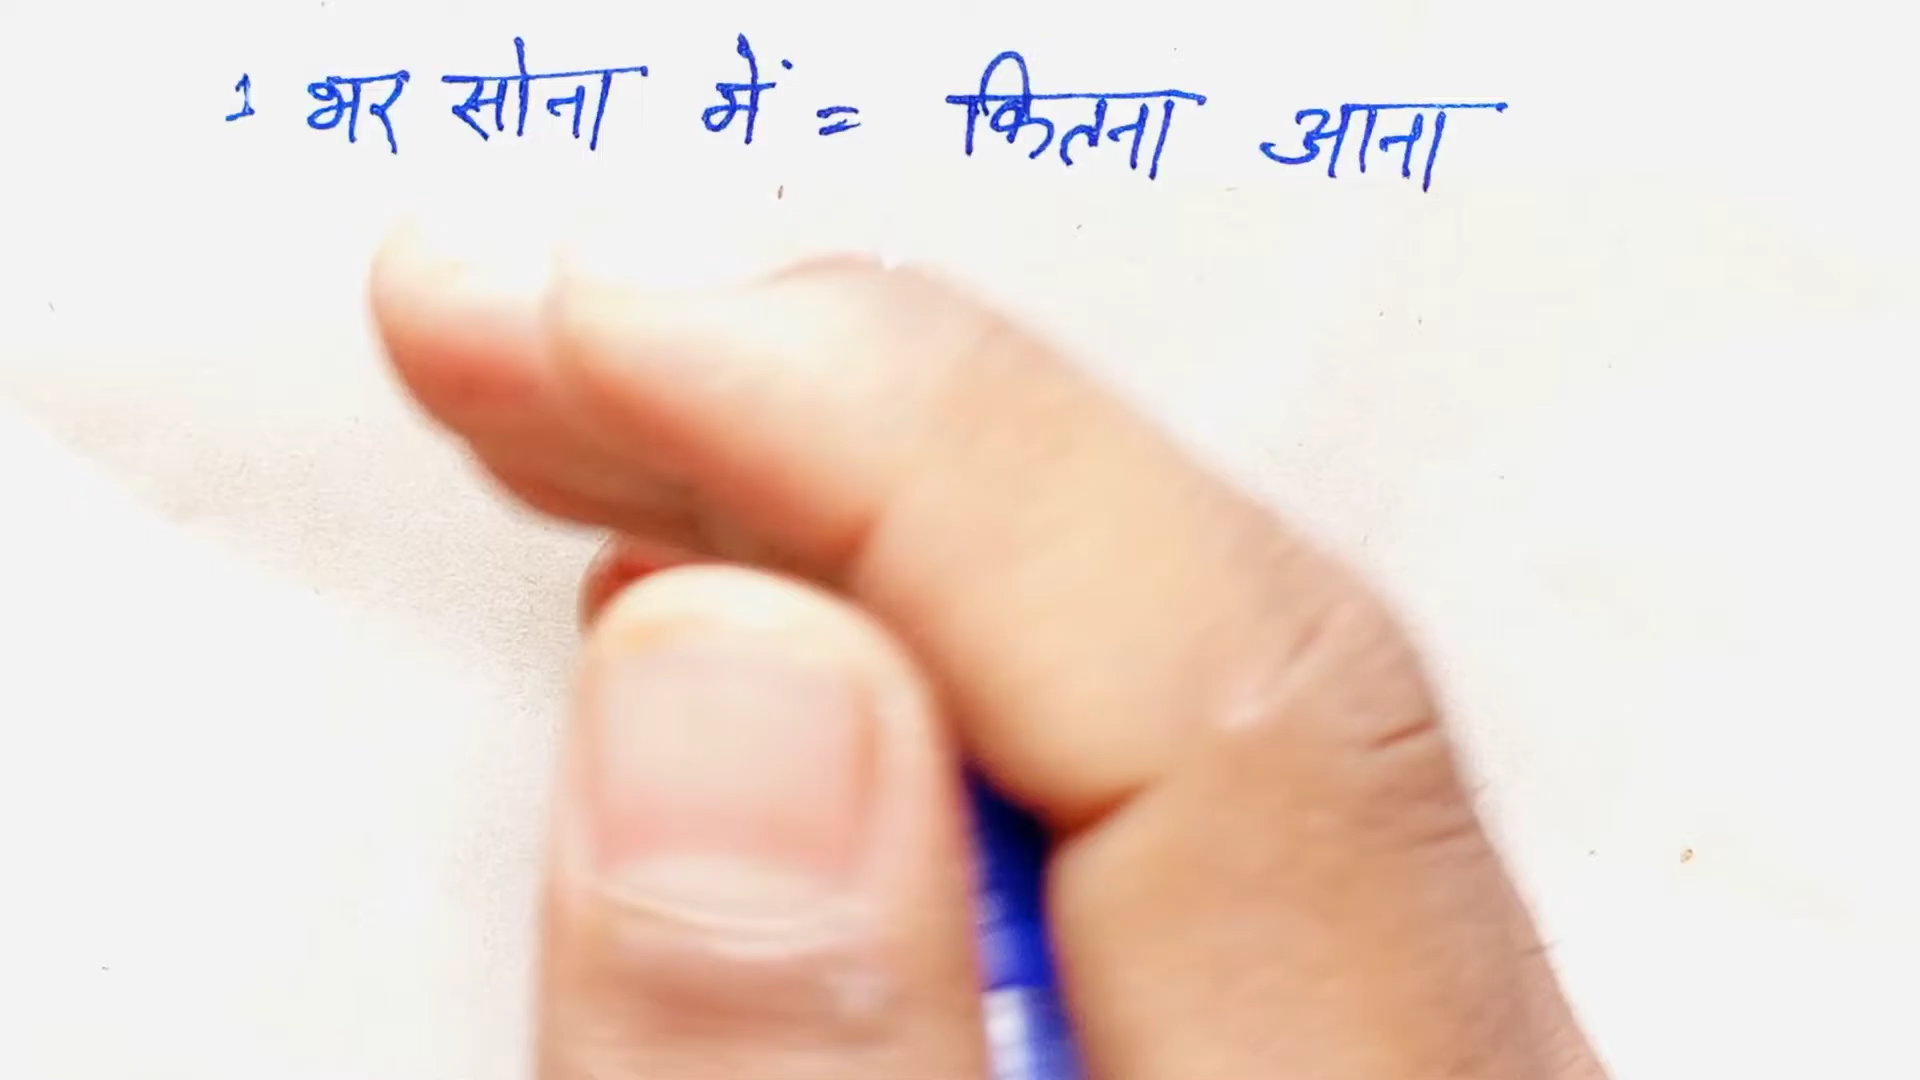 1 भर सोना में = कितना आना